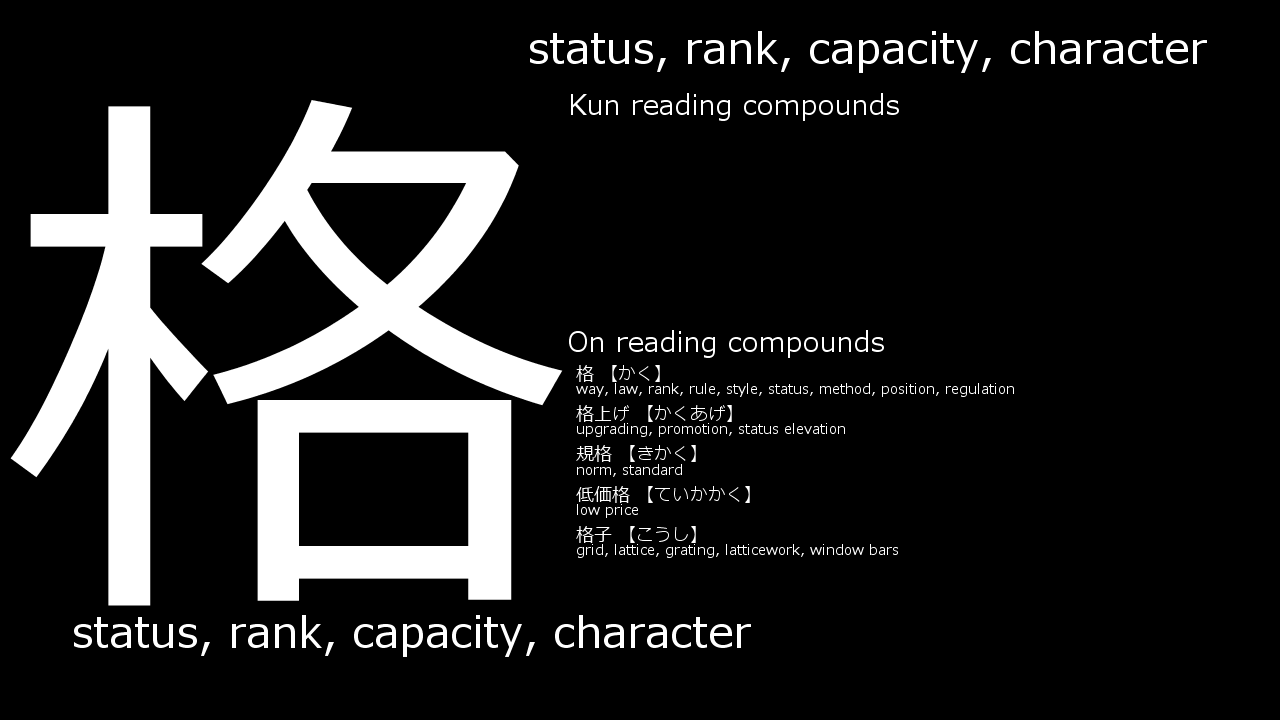 status, rank, capacity, character
格
Kun reading compounds
On reading compounds
格 【かく】
way, law, rank, rule, style, status, method, position, regulation
格上げ 【かくあげ】
upgrading, promotion, status elevation
規格 【きかく】
norm, standard
低価格 【ていかかく】
low price
格子 【こうし】
grid, lattice, grating, latticework, window bars
status, rank, capacity, character